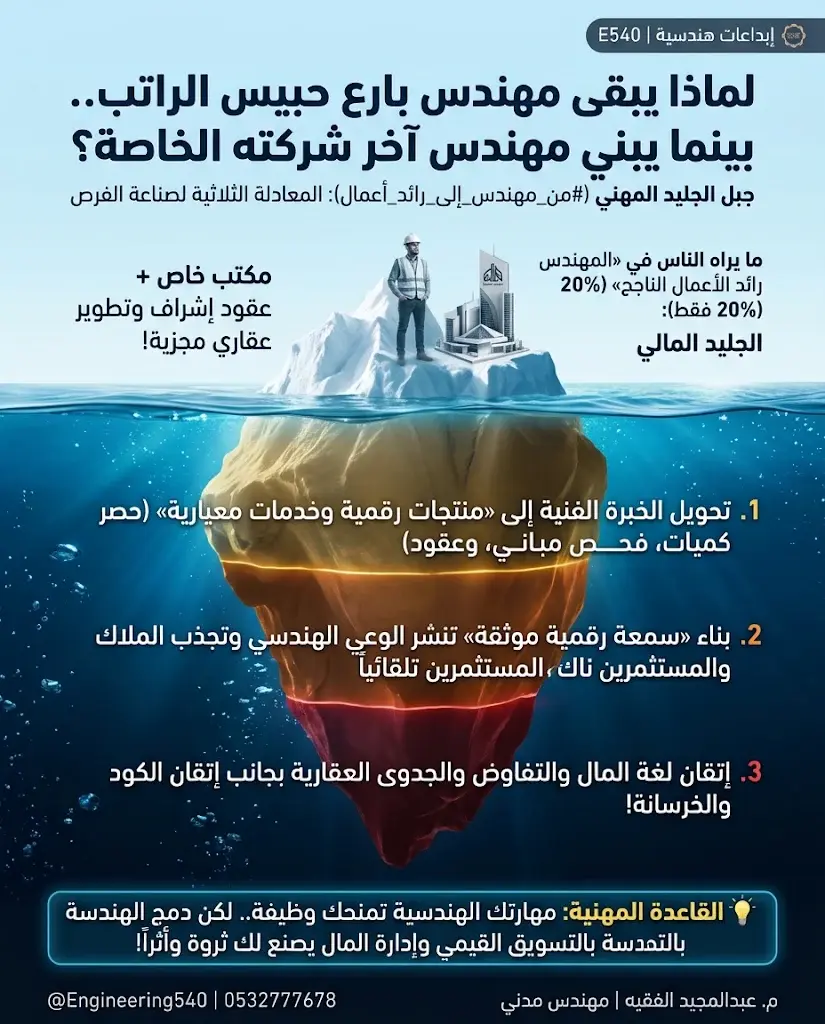 إبداعات هندسية | E540
لماذا يبقى مهندس بارع حبيس الراتب..
بينما يبني مهندس آخر شركته الخاصة؟
جبل الجليد المهني (#من_مهندس_إلى_رائد_أعمال): المعادلة الثلاثية لصناعة الفرص
ما يراه الناس في «المهندس
رائد الأعمال الناجح» (20%
(20% فقط):
الجليد المالي
مكتب خاص +
عقود إشراف وتطوير
عقاري مجزية!
1. تحويل الخبرة الفنية إلى «منتجات رقمية وخدمات معيارية» (حصر
كميات، فحـــص مبانـي، وعقود)
2. بناء «سمعة رقمية موثقة» تنشر الوعي الهندسي وتجذب الملاك
والمستثمرين ناك ،المستثمرين تلقائياً
3. إتقان لغة المال والتفاوض والجدوى العقارية بجانب إتقان الكود
والخرسانة!
القاعدة المهنية: مهارتك الهندسية تمنحك وظيفة.. لكن دمج الهندسة
بالتسويق القيمي وإدارة المال يصنع لك ثروة وأثراً!
م. عبدالمجيد الفقيه | مهندس مدني
@Engineering540 | 0532777678